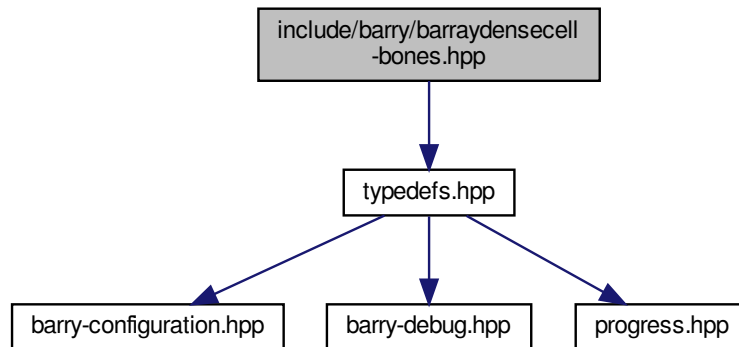 include/barry/barraydensecell
-bones.hpp
typedefs.hpp
barry-configuration.hpp
barry-debug.hpp
progress.hpp